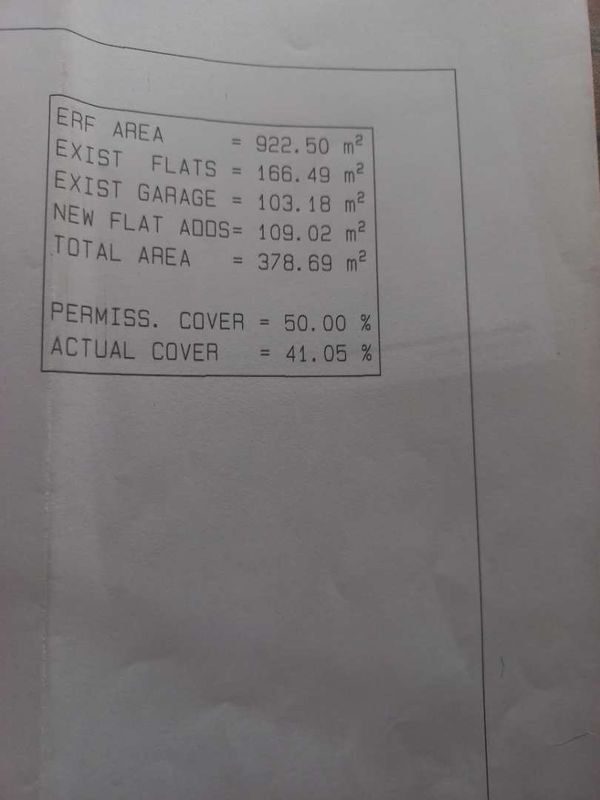 ERF AREA = 922.50 m²
EXIST FLATS = 166.49 m²
EXIST GARAGE = 103.18 m²
NEW FLAT ADDS= 109.02 m²
TOTAL AREA = 378.69 m²
PERMISS. COVER = 50.00 %
ACTUAL COVER = 41.05 %